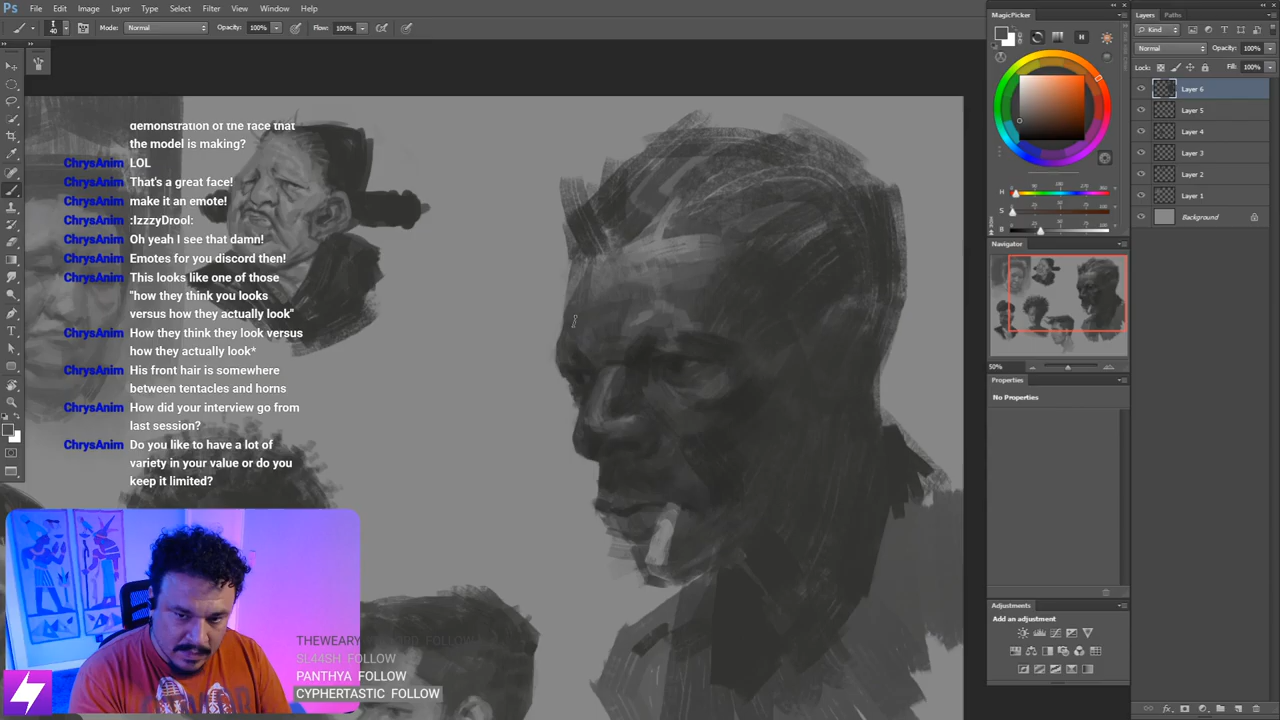 Ps File Edit Image Layer Type Select Filter View Window Help
40 Mode: Normal Opacity: 100% Flow: 100%
demonstration of the face that
the model is making?
ChrysAnim LOL
ChrysAnim That's a great face!
ChrysAnim make it an emote!
ChrysAnim :IzzzyDrool:
ChrysAnim Oh yeah I see that damn!
ChrysAnim Emotes for you discord then!
ChrysAnim This looks like one of those
"how they think you looks
versus how they actually look"
ChrysAnim How they think they look versus
how they actually look*
ChrysAnim His front hair is somewhere
between tentacles and horns
ChrysAnim How did your interview go from
last session?
ChrysAnim Do you like to have a lot of
variety in your value or do you
keep it limited?
FOLLOW
SL44SH FOLLOW
PANTHYA FOLLOW
CYPHERTASTIC FOLLOW
MagicPicker
H
H
S
B
Navigator
50%
Properties
No Properties
Adjustments
Add an adjustment
Layers Paths
Kind
Normal Opacity: 100%
Lock: Fill: 100%
Layer 6
Layer 5
Layer 4
Layer 3
Layer 2
Layer 1
Background
fx